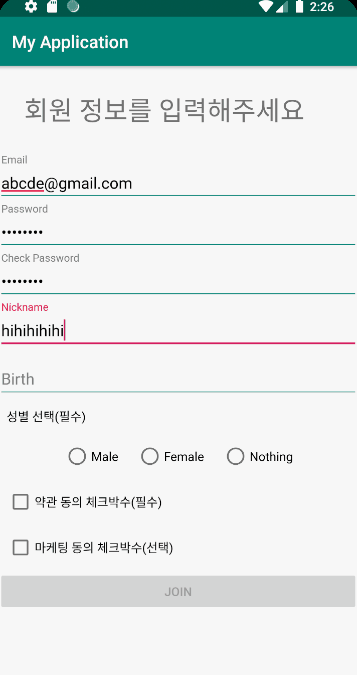 2:26
My Application
회원 정보를 입력해주세요
Email
abcde@gmail.com
Password
••••••••
Check Password
••••••••
Nickname
hihihihihi
Birth
성별 선택(필수)
Male Female Nothing
약관 동의 체크박수(필수)
마케팅 동의 체크박수(선택)
JOIN